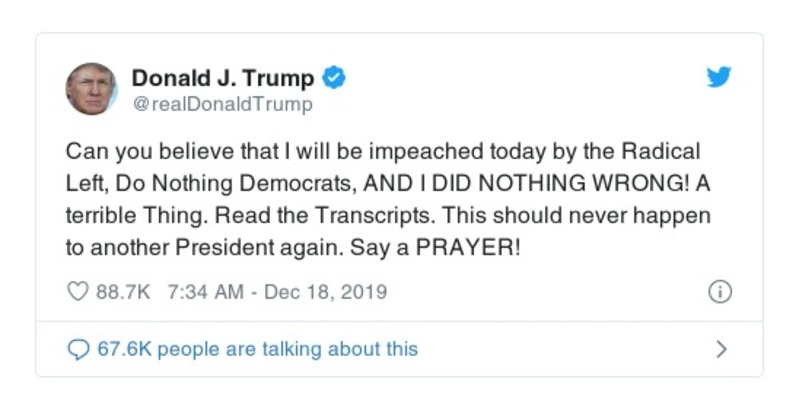 Donald J. Trump
@realDonaldTrump
Can you believe that I will be impeached today by the Radical
Left, Do Nothing Democrats, AND I DID NOTHING WRONG! A
terrible Thing. Read the Transcripts. This should never happen
to another President again. Say a PRAYER!
88.7K 7:34 AM - Dec 18, 2019
67.6K people are talking about this